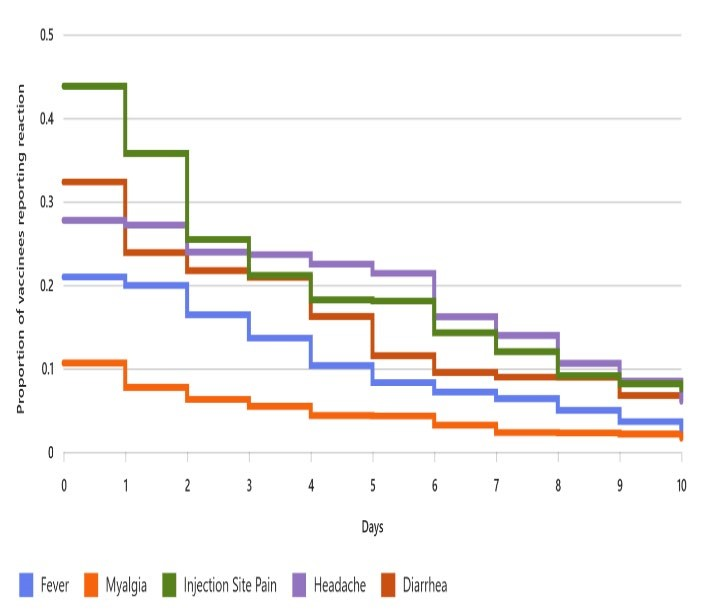 Proportion of vaccinees reporting reaction
0.5
0.4
0.3
0.2
0.1
0
0 1 2 3 4 5 6 7 8 9 10
Days
Fever Myalgia Injection Site Pain Headache Diarrhea